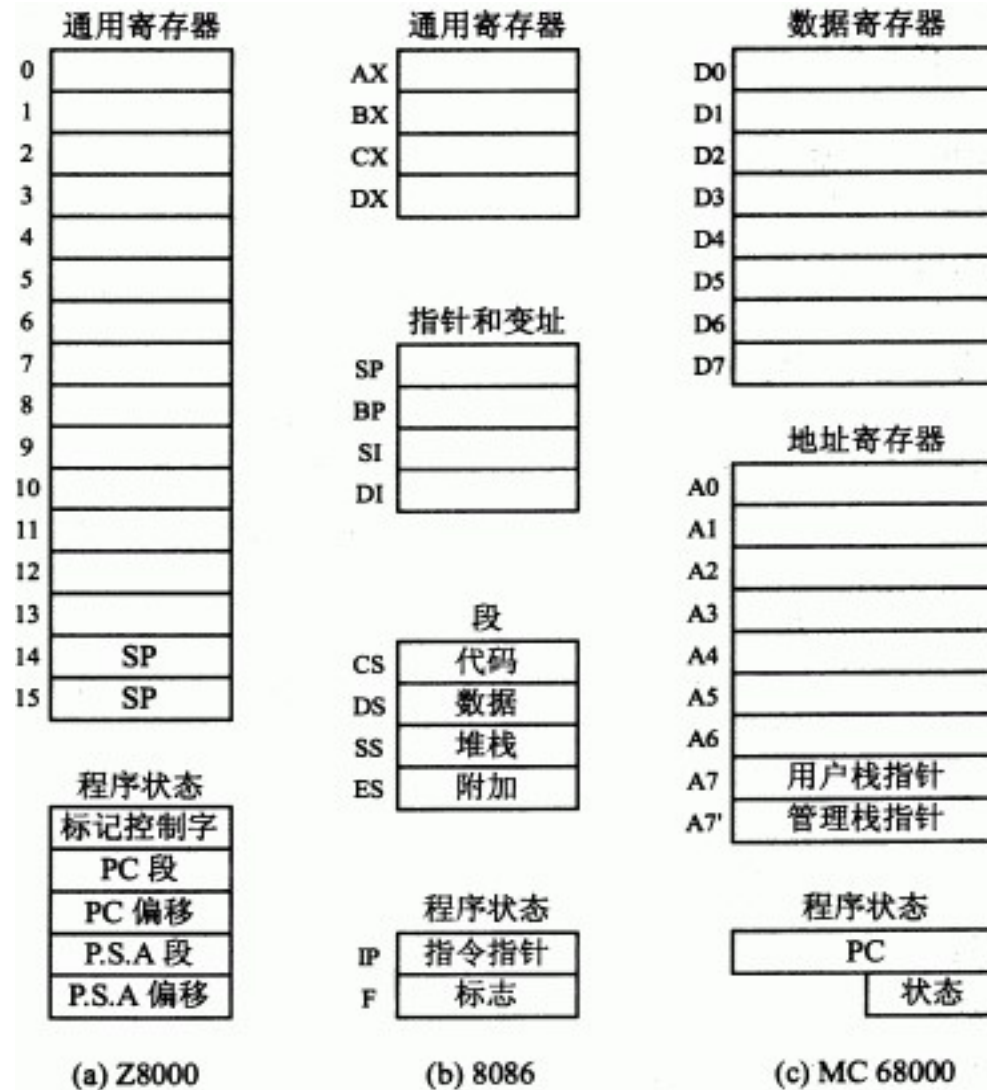 通用寄存器
0
1
2
3
4
5
6
7
8
9
10
11
12
13
14 SP
15 SP
程序状态
标记控制字
PC 段
PC 偏移
P.S.A 段
P.S.A 偏移
(a) Z8000
通用寄存器
AX
BX
CX
DX
指针和变址
SP
BP
SI
DI
段
CS 代码
DS 数据
SS 堆栈
ES 附加
程序状态
IP 指令指针
F 标志
(b) 8086
数据寄存器
D0
D1
D2
D3
D4
D5
D6
D7
地址寄存器
A0
A1
A2
A3
A4
A5
A6
A7 用户栈指针
A7' 管理栈指针
程序状态
PC
状态
(c) MC 68000